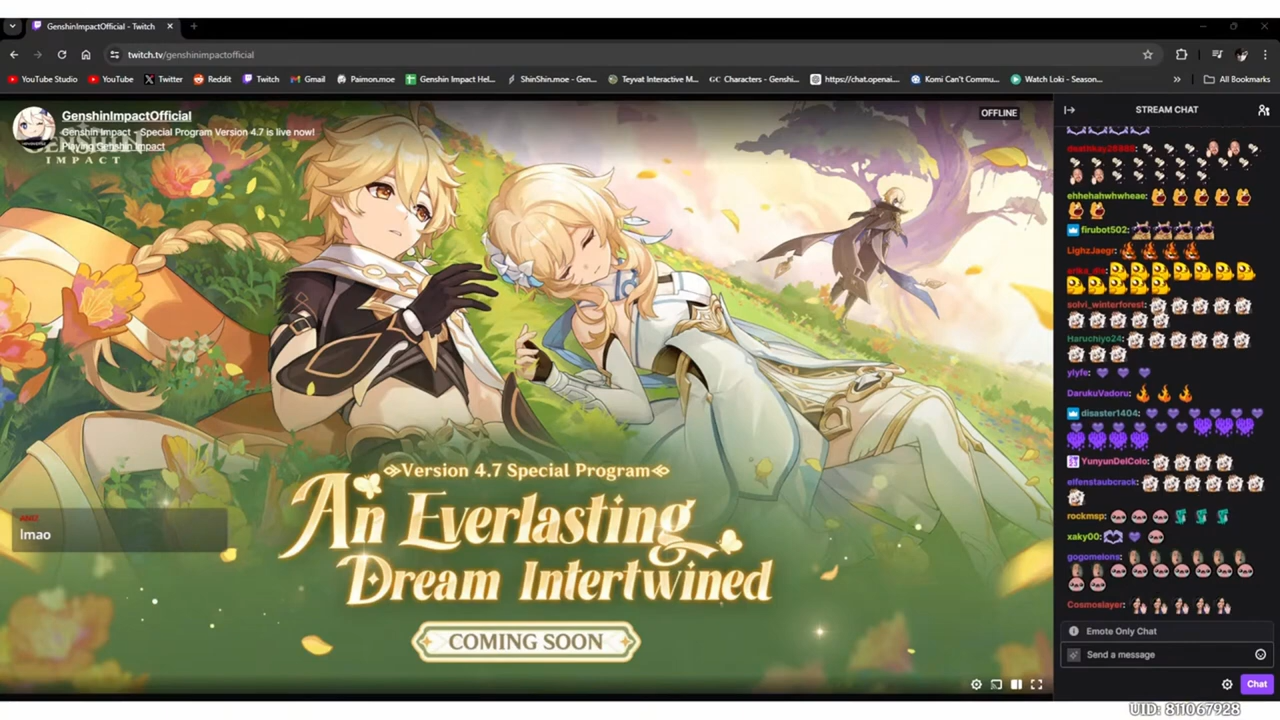 GenshinImpactOfficial - Twitch
twitch.tv/genshinimpactofficial
YouTube Studio YouTube Twitter Reddit Twitch Gmail Paimon.moe Genshin Impact Hel... ShinShin.moe - Gen... Teyvat Interactive M... GC Characters - Genshi... https://chat.openai.... Komi Can't Commu... Watch Loki - Season... » All Bookmarks
GenshinImpactOfficial
Genshin Impact - Special Program Version 4.7 is live now!
Playing Genshin Impact
IMPACT
OFFLINE
Version 4.7 Special Program
An Everlasting
Dream Intertwined
COMING SOON
lmao
STREAM CHAT
deathkay26888:
ehhehahwhwheae:
firubot502:
LighzJaegr:
erika_die:
solvi_winterforest:
Haruchiyo24:
ylyfe:
DarukuVadoru:
disaster1404:
YunyunDelColo:
elfenstaubcrack:
rockmsp:
xaky00:
gogomelons:
Cosmoslayer:
Emote Only Chat
Send a message
Chat
UID: 811067928